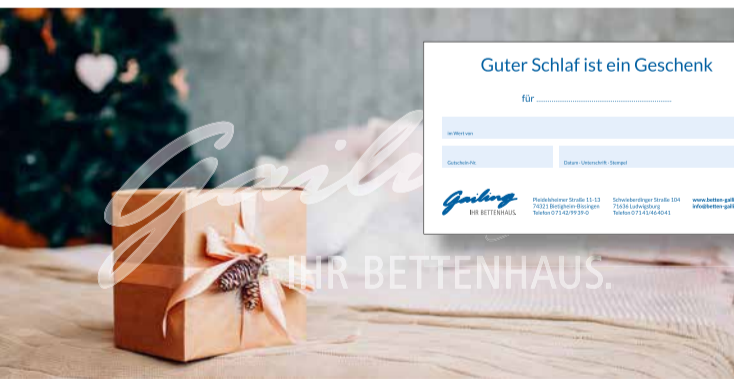 Guter Schlaf ist ein Geschenk
für
Im Wert von
Gutschein-Nr.
Datum · Unterschrift · Stempel
Gailing
IHR BETTENHAUS.
Pleidelsheimer Straße 11-13
74321 Bietigheim-Bissingen
Telefon 07142/9939-0
Schwieberdinger Straße 104
71636 Ludwigsburg
Telefon 07141/464041
IHR BETTENHAUS.